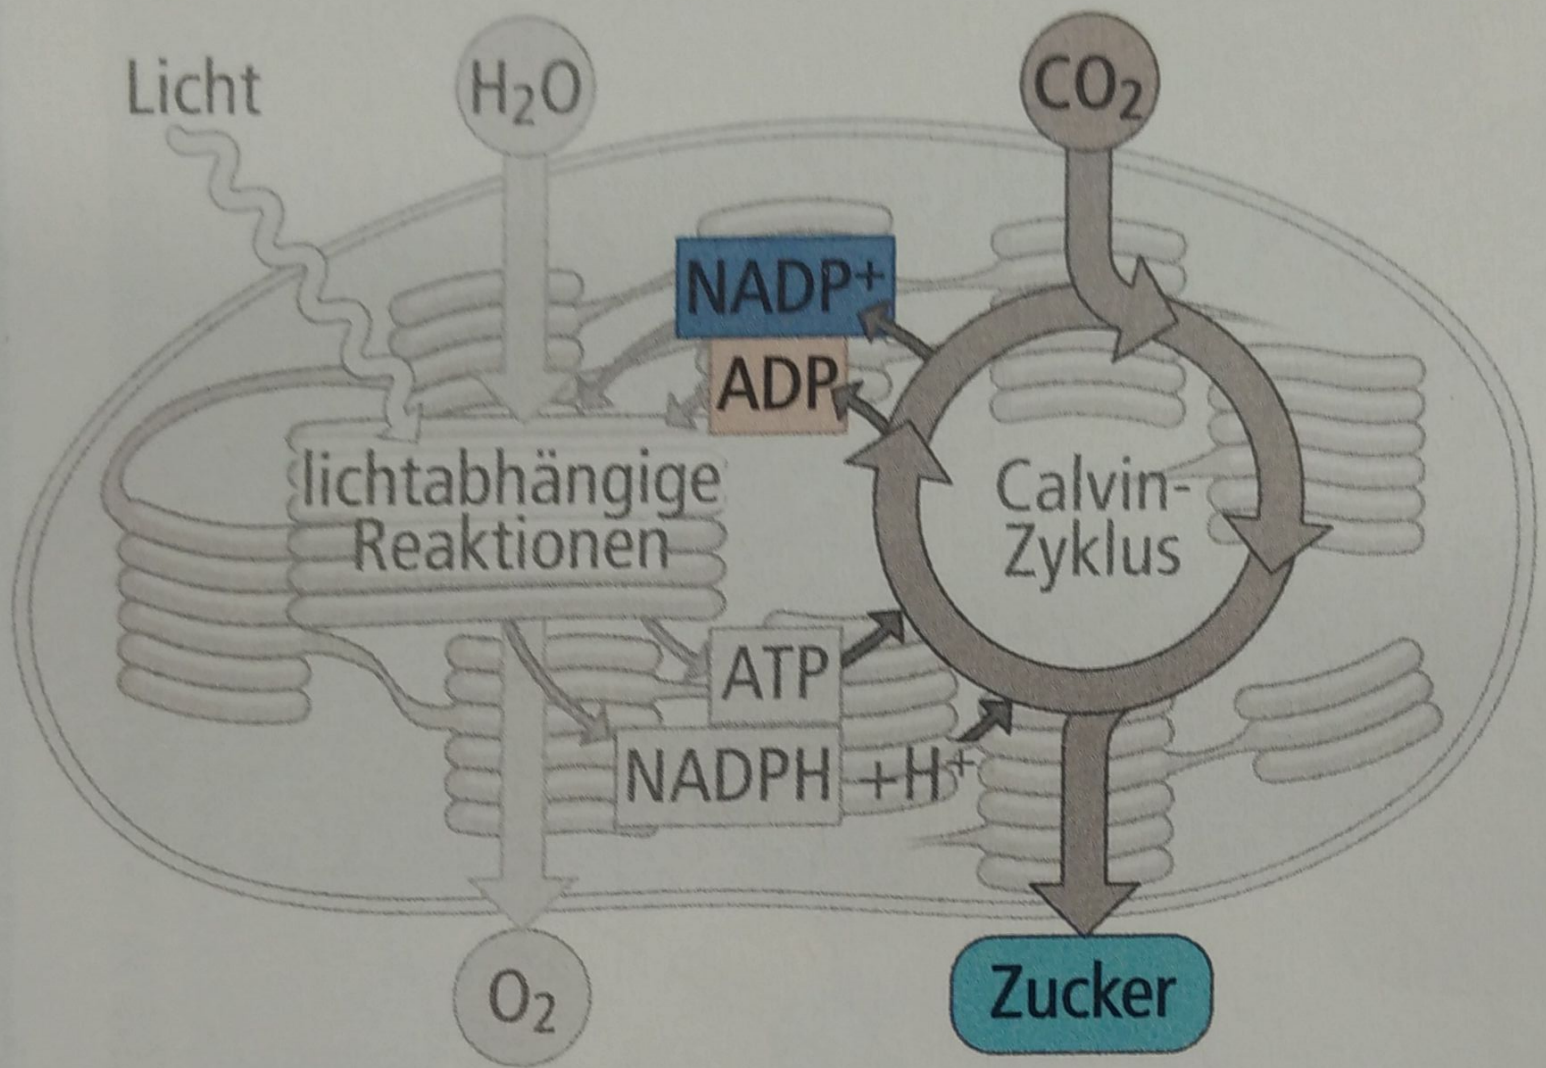 Licht
H₂O
CO₂
NADP⁺
ADP
lichtabhängige
Reaktionen
Calvin-
Zyklus
ATP
NADPH +H⁺
O₂
Zucker